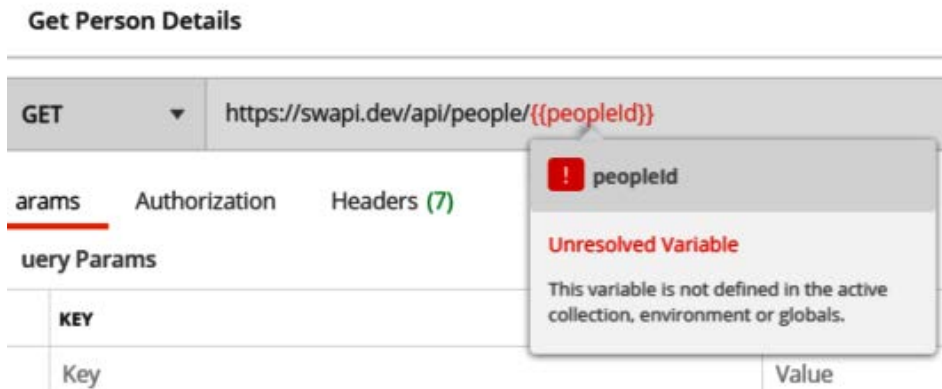 Get Person Details
GET
https://swapi.dev/api/people/{{peopleId}}
! peopleId
arams
Authorization
Headers (7)
Unresolved Variable
This variable is not defined in the active
collection, environment or globals.
uery Params
KEY
Key
Value